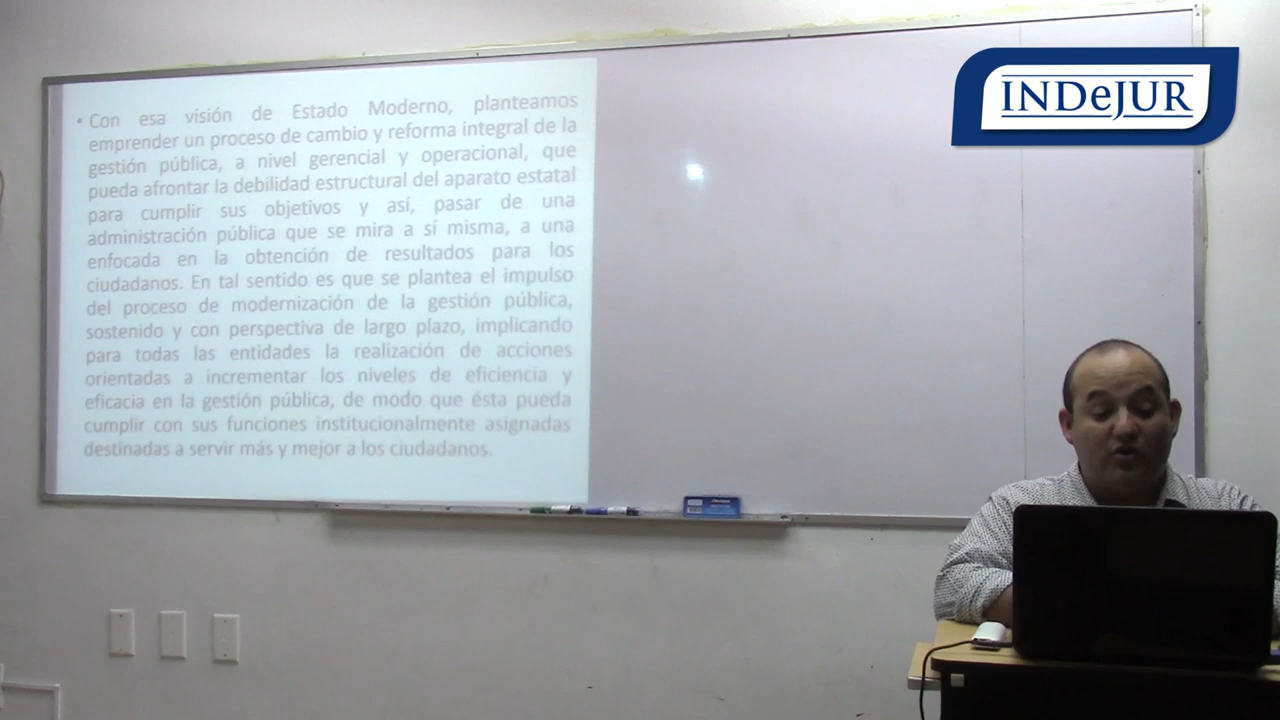 INDeJUR
• Con esa visión de Estado Moderno, planteamos
emprender un proceso de cambio y reforma integral de la
gestión pública, a nivel gerencial y operacional, que
pueda afrontar la debilidad estructural del aparato estatal
para cumplir sus objetivos y así, pasar de una
administración pública que se mira a sí misma, a una
enfocada en la obtención de resultados para los
ciudadanos. En tal sentido es que se plantea el impulso
del proceso de modernización de la gestión pública,
sostenido y con perspectiva de largo plazo, implicando
para todas las entidades la realización de acciones
orientadas a incrementar los niveles de eficiencia y
eficacia en la gestión pública, de modo que ésta pueda
cumplir con sus funciones institucionalmente asignadas
destinadas a servir más y mejor a los ciudadanos.